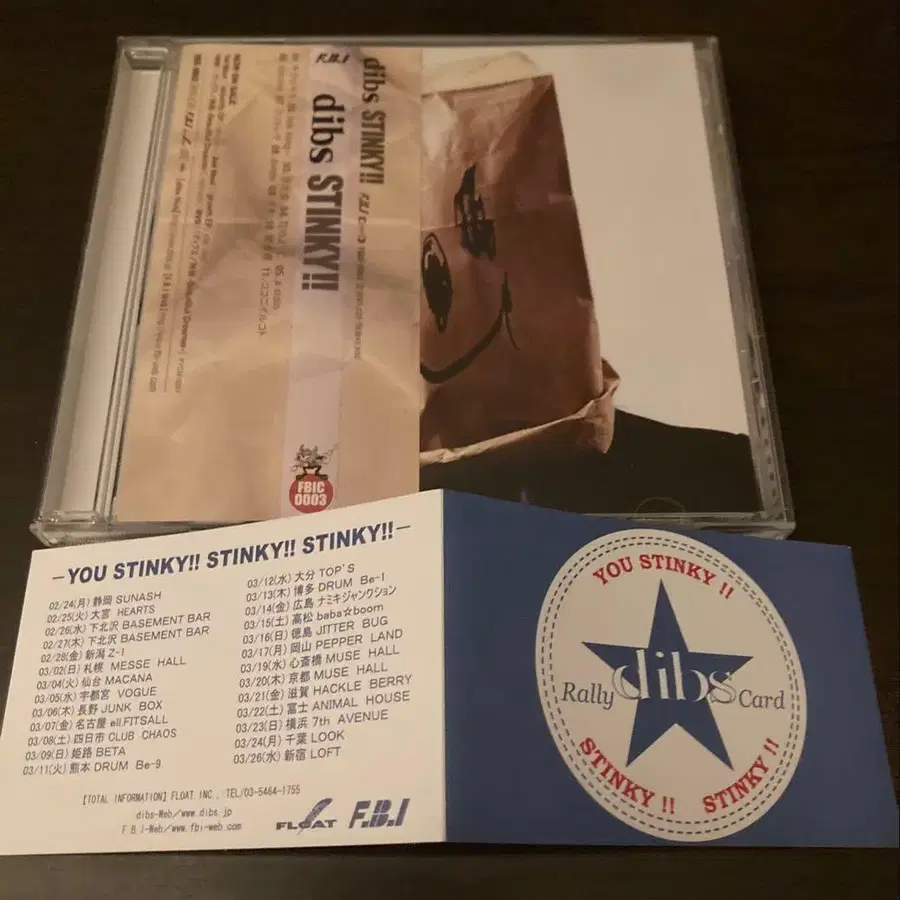 dibs STINKY!!
F.B.I
dibs STINKY!!
FBIC
0003
-YOU STINKY!! STINKY!! STINKY!!-
02/24(月) 静岡 SUNASH
02/25(火) 大宮 HEARTS
02/26(水) 下北沢 BASEMENT BAR
02/27(木) 下北沢 BASEMENT BAR
02/28(金) 新潟 Z-1
03/02(日) 札幌 MESSE HALL
03/04(火) 仙台 MACANA
03/05(水) 宇都宮 VOGUE
03/06(木) 長野 JUNK BOX
03/07(金) 名古屋 ell.FITSALL
03/08(土) 四日市 CLUB CHAOS
03/09(日) 姫路 BETA
03/11(火) 熊本 DRUM Be-9
03/12(水) 大分 TOP'S
03/13(木) 博多 DRUM Be-1
03/14(金) 広島 ナミキジャンクション
03/15(土) 高松 baba☆boom
03/16(日) 徳島 JITTER BUG
03/17(月) 岡山 PEPPER LAND
03/19(水) 心斎橋 MUSE HALL
03/20(木) 京都 MUSE HALL
03/21(金) 滋賀 HACKLE BERRY
03/22(土) 富士 ANIMAL HOUSE
03/23(日) 横浜 7th AVENUE
03/24(月) 千葉 LOOK
03/26(水) 新宿 LOFT
[TOTAL INFORMATION] FLOAT INC., TEL/03-5464-1755
dibs-Web/www.dibs.jp
F.B.I-Web/www.fbi-web.com
FLOAT F.B.I
YOU STINKY!!
Rally dibs Card
STINKY!! STINKY!!